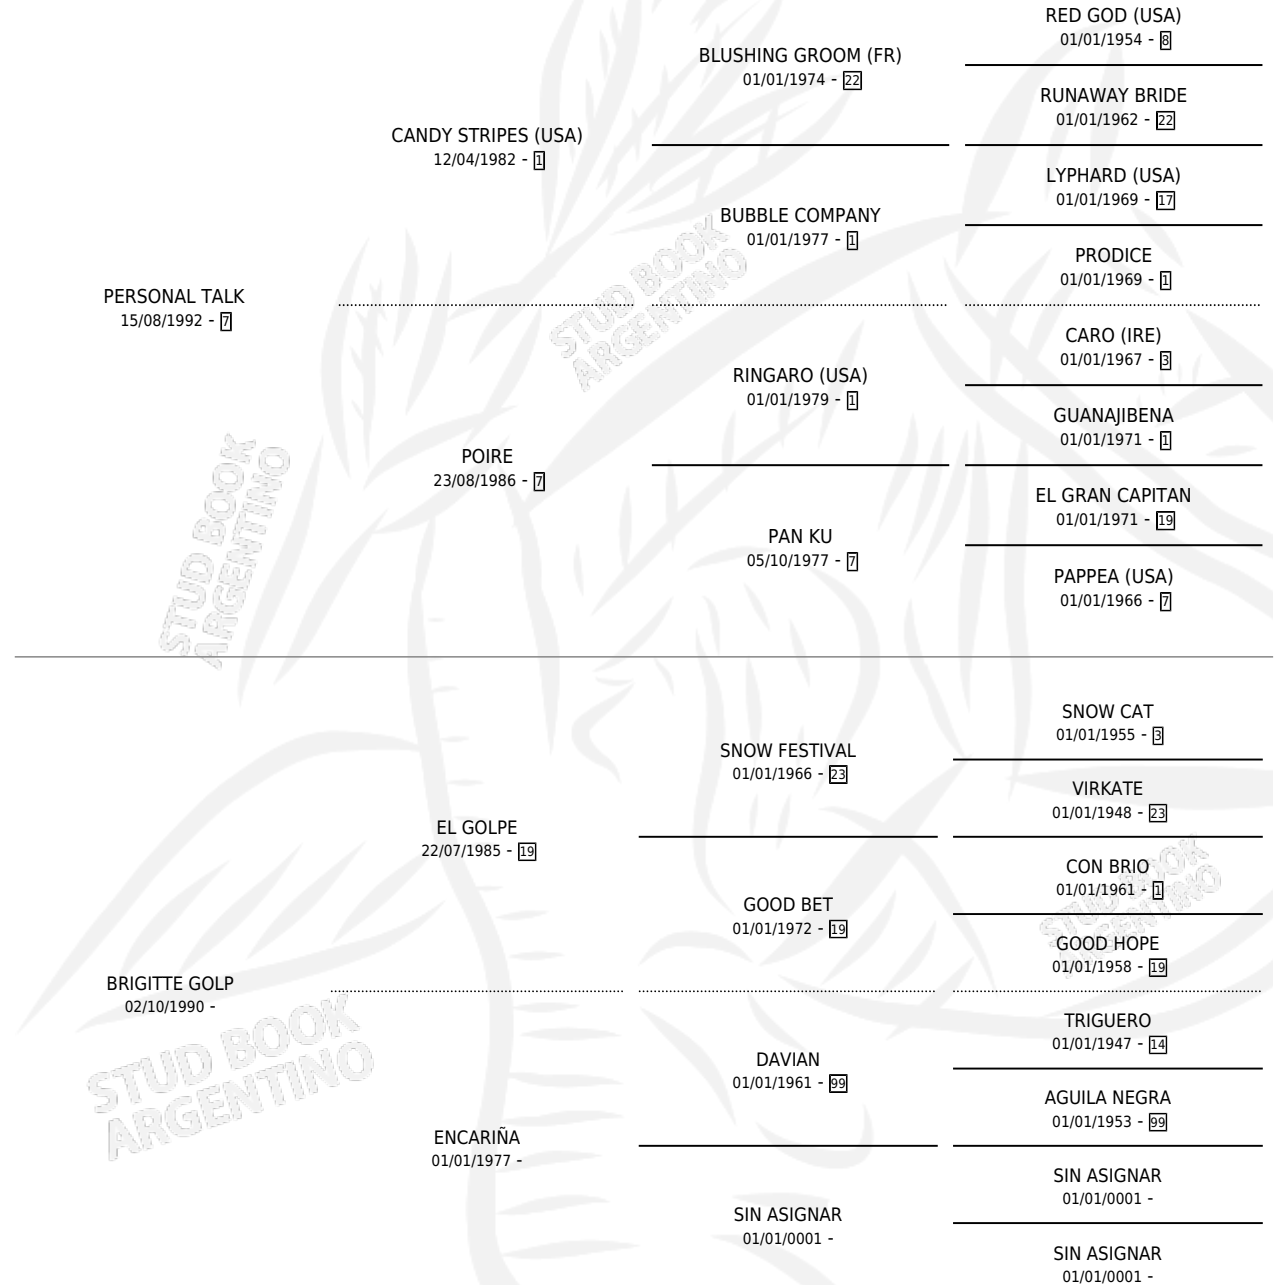 RED GOD (USA)
01/01/1954 - 8
BLUSHING GROOM (FR)
01/01/1974 - 22
RUNAWAY BRIDE
01/01/1962 - 22
CANDY STRIPES (USA)
12/04/1982 - 1
LYPHARD (USA)
01/01/1969 - 17
BUBBLE COMPANY
01/01/1977 - 1
PRODICE
01/01/1969 - 1
PERSONAL TALK
15/08/1992 - 7
CARO (IRE)
01/01/1967 - 3
RINGARO (USA)
01/01/1979 - 1
GUANAJIBENA
01/01/1971 - 1
POIRE
23/08/1986 - 7
EL GRAN CAPITAN
01/01/1971 - 19
PAN KU
05/10/1977 - 7
PAPPEA (USA)
01/01/1966 - 7
SNOW CAT
01/01/1955 - 3
SNOW FESTIVAL
01/01/1966 - 23
VIRKATE
01/01/1948 - 23
EL GOLPE
22/07/1985 - 19
CON BRIO
01/01/1961 - 1
GOOD BET
01/01/1972 - 19
GOOD HOPE
01/01/1958 - 19
BRIGITTE GOLP
02/10/1990 -
TRIGUERO
01/01/1947 - 14
DAVIAN
01/01/1961 - 99
AGUILA NEGRA
01/01/1953 - 99
ENCARIÑA
01/01/1977 -
SIN ASIGNAR
01/01/0001 -
SIN ASIGNAR
01/01/0001 -
SIN ASIGNAR
01/01/0001 -
STUD BOOK
ARGENTINO
STUD BOOK
ARGENTINO
STUD BOOK
ARGENTINO
STUD BOOK
ARGENTINO